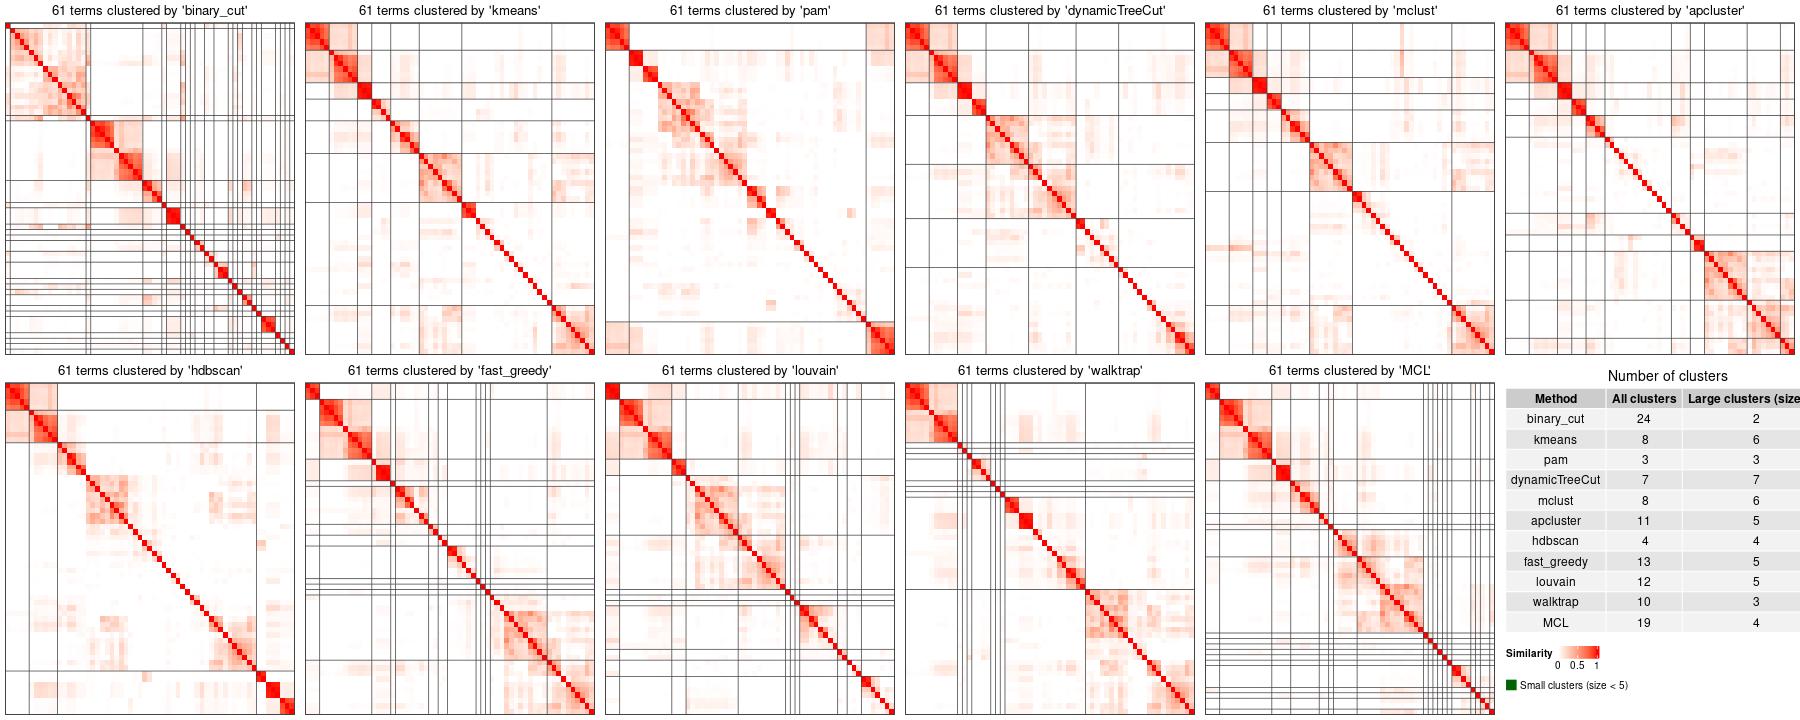 61 terms clustered by 'binary_cut'
61 terms clustered by 'kmeans'
61 terms clustered by 'pam'
61 terms clustered by 'dynamicTreeCut'
61 terms clustered by 'mclust'
61 terms clustered by 'apcluster'
61 terms clustered by 'hdbscan'
61 terms clustered by 'fast_greedy'
61 terms clustered by 'louvain'
61 terms clustered by 'walktrap'
61 terms clustered by 'MCL'
Number of clusters
Method All clusters Large clusters (size
binary_cut 24 2
kmeans 8 6
pam 3 3
dynamicTreeCut 7 7
mclust 8 6
apcluster 11 5
hdbscan 4 4
fast_greedy 13 5
louvain 12 5
walktrap 10 3
MCL 19 4
Similarity
0 0.5 1
Small clusters (size < 5)